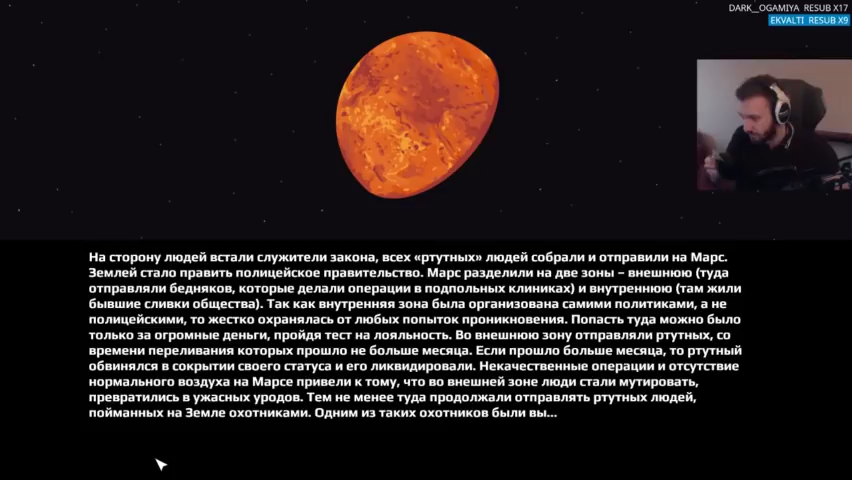 DARK__OGAMIYA RESUB X17
EKVALTI RESUB X9
На сторону людей встали служители закона, всех «ртутных» людей собрали и отправили на Марс.
Землей стало править полицейское правительство. Марс разделили на две зоны – внешнюю (туда
отправляли бедняков, которые делали операции в подпольных клиниках) и внутреннюю (там жили
бывшие сливки общества). Так как внутренняя зона была организована самими политиками, а не
полицейскими, то жестко охранялась от любых попыток проникновения. Попасть туда можно было
только за огромные деньги, пройдя тест на лояльность. Во внешнюю зону отправляли ртутных, со
времени переливания которых прошло не больше месяца. Если прошло больше месяца, то ртутный
обвинялся в сокрытии своего статуса и его ликвидировали. Некачественные операции и отсутствие
нормального воздуха на Марсе привели к тому, что во внешней зоне люди стали мутировать,
превратились в ужасных уродов. Тем не менее туда продолжали отправлять ртутных людей,
пойманных на Земле охотниками. Одним из таких охотников были вы...